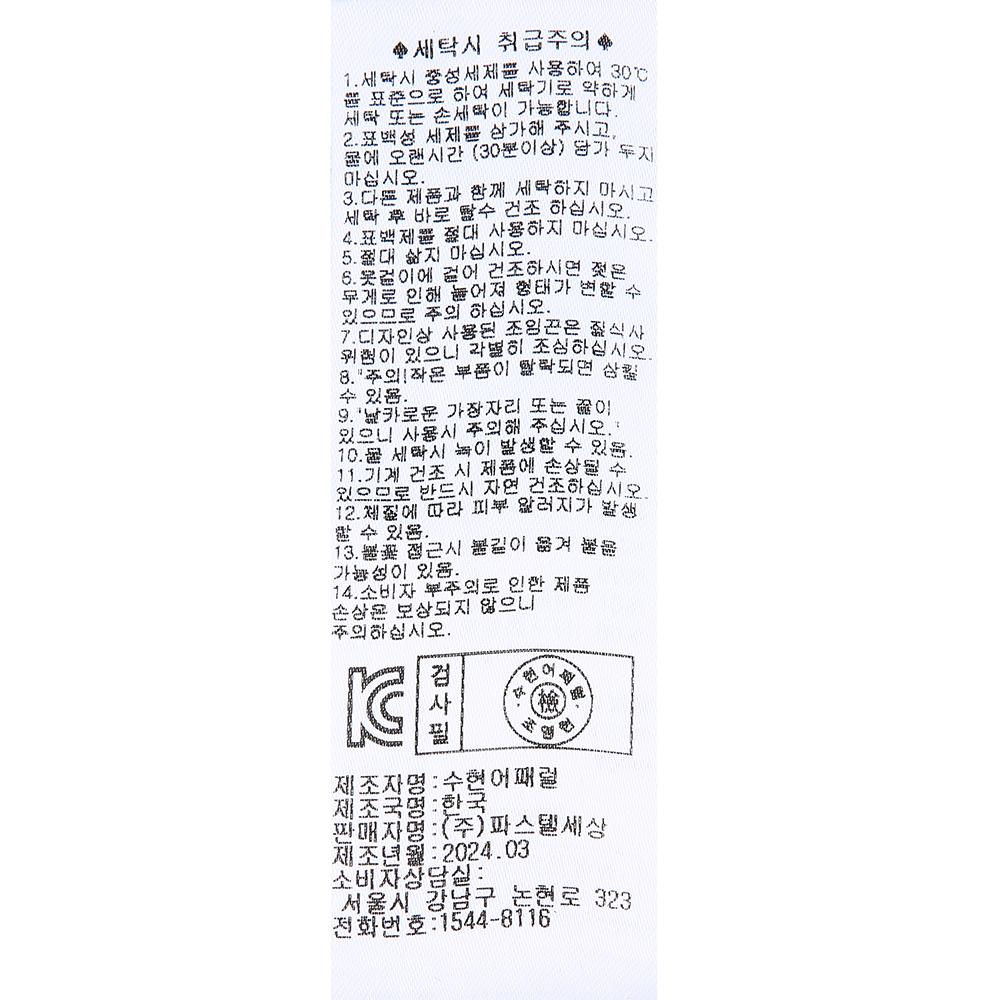 ♠세탁시 취급주의♠
1.세탁시 중성세제를 사용하여 30℃
를 표준으로 하여 세탁기로 약하게
세탁 또는 손세탁이 가능합니다.
2.표백성 세제를 삼가해 주시고,
물에 오랜시간 (30분이상) 담가 두지
마십시오.
3.다른 제품과 함께 세탁하지 마시고
세탁 후 바로 탈수 건조 하십시오.
4.표백제를 절대 사용하지 마십시오.
5.절대 삶지 마십시오.
6.옷걸이에 걸어 건조하시면 젖은
무게로 인해 늘어져 형태가 변할 수
있으므로 주의 하십시오.
7.디자인상 사용된 조임끈은 질식사
위험이 있으니 각별히 조심하십시오.
8."주의!작은 부품이 탈락되면 삼킬
수 있음.
9."날카로운 가장자리 또는 끝이
있으니 사용시 주의해 주십시오."
10.물 세탁시 녹이 발생할 수 있음.
11.기계 건조 시 제품에 손상될 수
있으므로 반드시 자연 건조하십시오.
12.체질에 따라 피부 알러지가 발생
할 수 있음.
13.불꽃 접근시 불길이 옮겨 붙을
가능성이 있음.
14.소비자 부주의로 인한 제품
손상은 보상되지 않으니
주의하십시오.
KC
검사필
수현어패럴
檢
조영현
제조자명:수현어패럴
제조국명:한국
판매자명:(주)파스텔세상
제조년월:2024.03
소비자상담실:
서울시 강남구 논현로 323
전화번호:1544-8116